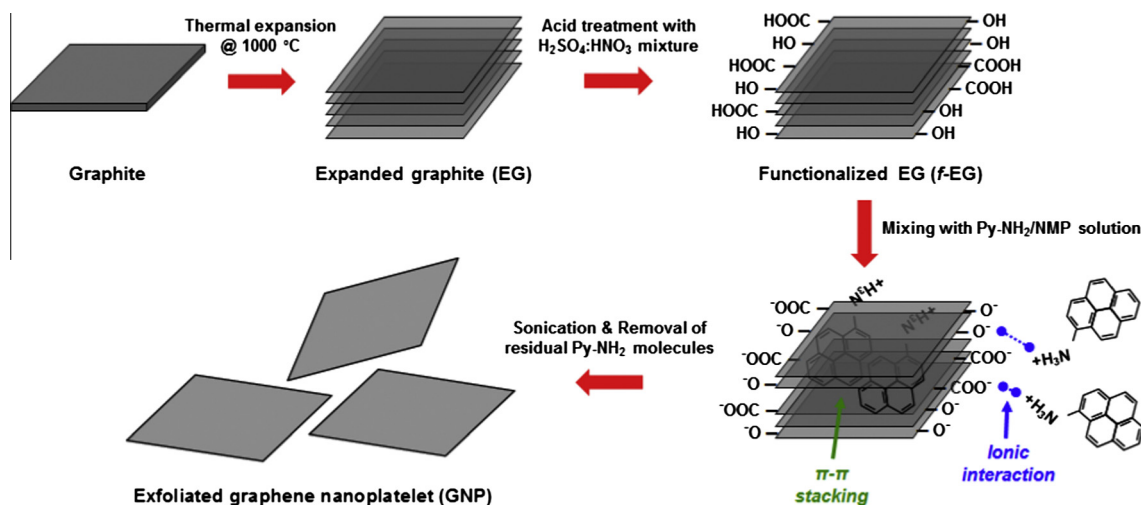 Thermal expansion
@ 1000 °C
Acid treatment with
H₂SO₄:HNO₃ mixture
HOOC
HO
HOOC
HO
HOOC
HO
OH
OH
COOH
COOH
OH
OH
Graphite
Expanded graphite (EG)
Functionalized EG (f-EG)
Mixing with Py-NH₂/NMP solution
Sonication & Removal of
residual Py-NH₂ molecules
+H₃N
+H₃N
⁻OOC
⁻O
⁻OOC
⁻O
⁻OOC
⁻O
O⁻
O⁻
COO⁻
COO⁻
O⁻
O⁻
+H₃N
+H₃N
π-π
stacking
Ionic
interaction
Exfoliated graphene nanoplatelet (GNP)